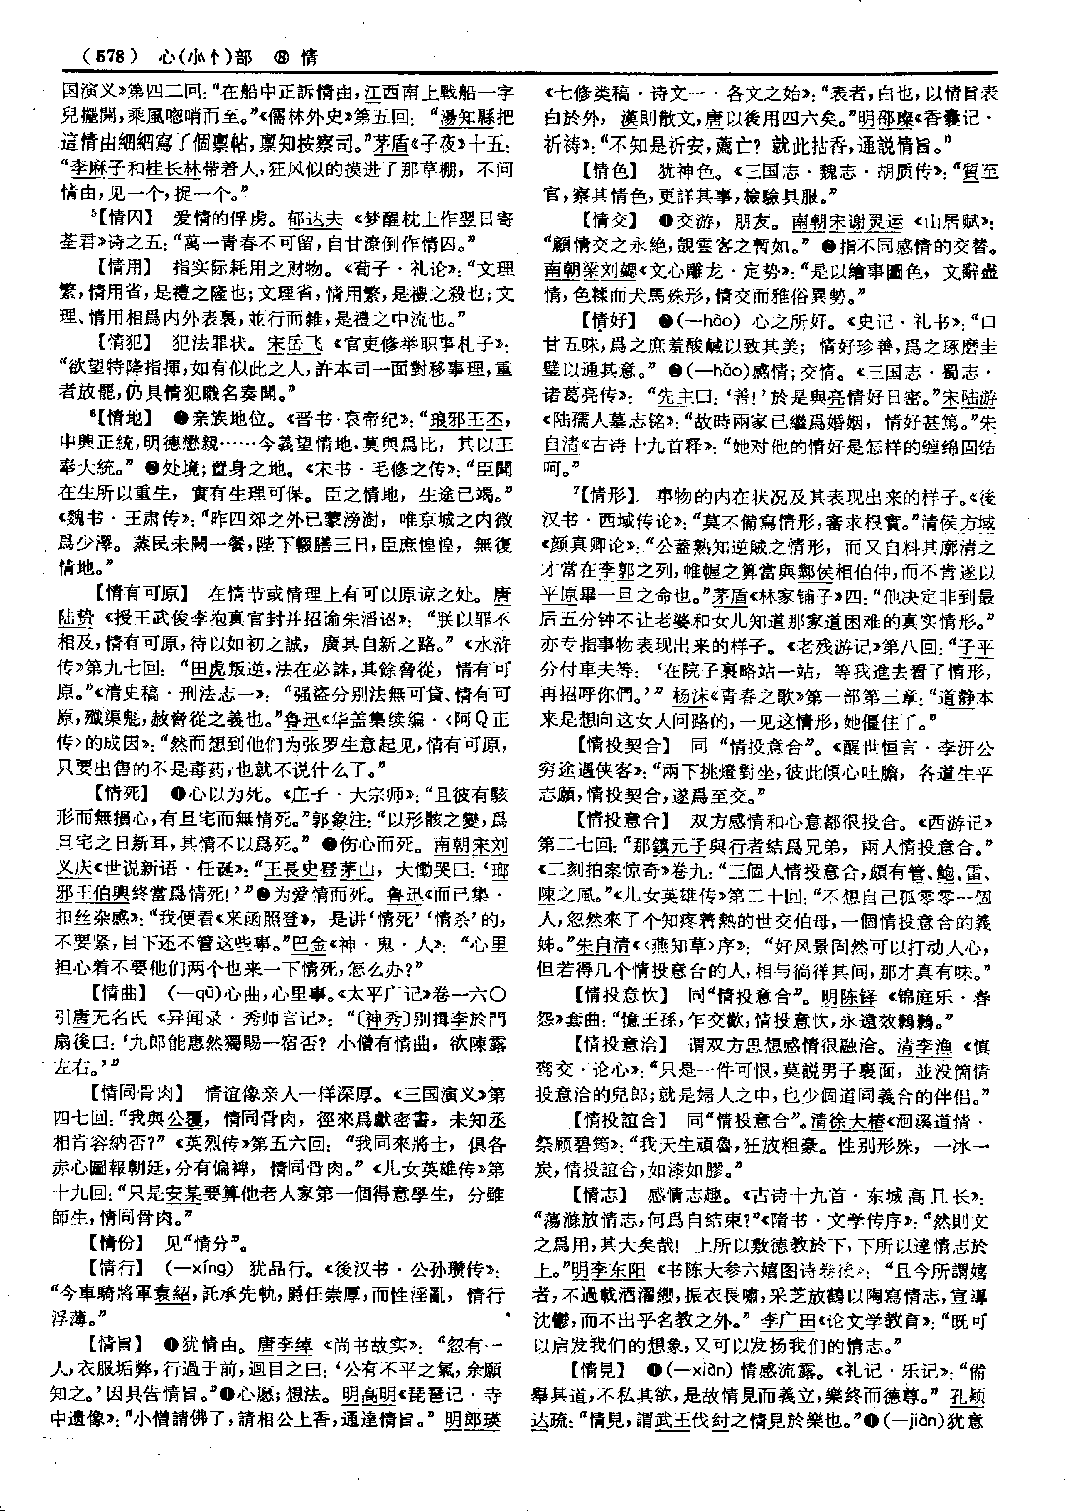 （578） 心(小忄)部 ⑧ 情
国演义》第四二回：“在船中正訴情由，江西南上戰船一字
兒擺開，乘風唿哨而至。”《儒林外史》第五回： “湯知縣把
這情由細細寫了個稟帖，稟知按察司。”茅盾《子夜》十五：
“李麻子和桂长林带着人，狂风似的摸进了那草棚，不问
情由，见一个，捉一个。”
5【情囚】 爱情的俘虏。郁达夫《梦醒枕上作翌日寄
荃君》诗之五：“萬一青春不可留，自甘潦倒作情囚。”
【情用】 指实际耗用之财物。《荀子·礼论》：“文理
繁，情用省，是禮之隆也；文理省，情用繁，是禮之殺也；文
理、情用相爲内外表裏，並行而雜，是禮之中流也。”
【情犯】 犯法罪状。宋岳飞《官吏修举职事札子》：
“欲望特降指揮，如有似此之人，許本司一面對移事理，重
者放罷，仍具情犯職名奏聞。”
6【情地】 ❶亲族地位。《晋书·哀帝纪》：“琅邪王丕，
中興正統，明德懋親……今義望情地，莫與爲比，其以王
奉大統。” ❷处境；置身之地。《宋书·毛修之传》：“臣聞
在生所以重生，實有生理可保。臣之情地，生途已竭。”
《魏书·王肃传》：“昨四郊之外已蒙滂澍，唯京城之内微
爲少澤。蒸民未闕一餐，陛下輟膳三日，臣庶惶惶，無復
情地。”
【情有可原】 在情节或情理上有可以原谅之处。唐
陆贽《授王武俊李抱真官封并招谕朱滔诏》：“朕以罪不
相及，情有可原，待以如初之誠，廣其自新之路。”《水浒
传》第九七回： “田虎叛逆，法在必誅，其餘脅從，情有可
原。”《清史稿·刑法志一》： “强盜分别法無可貸、情有可
原，殲渠魁，赦脅從之義也。”鲁迅《华盖集续编·〈阿Q正
传〉的成因》：“然而想到他们为张罗生意起见，情有可原，
只要出售的不是毒药，也就不说什么了。”
【情死】 ❶心以为死。《庄子·大宗师》：“且彼有駭
形而無損心，有旦宅而無情死。”郭象注：“以形骸之變，爲
旦宅之日新耳，其情不以爲死。” ❷伤心而死。南朝宋刘
义庆《世说新语·任诞》：“王長史登茅山，大慟哭曰：‘瑯
邪王伯輿終當爲情死！’”❸为爱情而死。鲁迅《而已集·
扣丝杂感》：“我便看《来函照登》，是讲‘情死’‘情杀’的，
不要紧，目下还不管这些事。”巴金《神·鬼·人》： “心里
担心着不要他们两个也来一下情死，怎么办？”
【情曲】 (—qū)心曲，心里事。《太平广记》卷一六〇
引唐无名氏《异闻录·秀师言记》： “〔神秀〕别揖李於門
扇後曰：‘九郎能惠然獨賜一宿否？小僧有情曲，欲陳露
左右。’”
【情同骨肉】 情谊像亲人一样深厚。《三国演义》第
四七回：“我與公覆，情同骨肉，徑來爲獻密書，未知丞
相肯容納否？”《英烈传》第五六回： “我同來將士，俱各
赤心圖報朝廷，分有偏裨，情同骨肉。”《儿女英雄传》第
十九回：“只是安某要算他老人家第一個得意學生，分雖
師生，情同骨肉。”
【情份】 见“情分”。
【情行】 (—xíng) 犹品行。《後汉书·公孙瓒传》：
“今車騎將軍袁紹，託承先軌，爵任崇厚，而性淫亂，情行
浮薄。”
【情旨】 ❶犹情由。唐李绰《尚书故实》： “忽有一
人，衣服垢弊，行過于前，迴目之曰：‘公有不平之氣，余願
知之。’因具告情旨。”❷心愿；想法。明高明《琵琶记·寺
中遗像》：“小僧請佛了，請相公上香，通達情旨。”明郎瑛
《七修类稿·诗文一·各文之始》：“表者，白也，以情旨表
白於外，漢則散文，唐以後用四六矣。”明邵璨《香囊记·
祈祷》：“不知是祈安，薦亡？就此拈香，通說情旨。”
【情色】 犹神色。《三国志·魏志·胡质传》：“質至
官，察其情色，更詳其事，檢驗具服。”
【情交】 ❶交游，朋友。南朝宋谢灵运《山居赋》：
“顧情交之永絶，覬雲客之暫如。” ❷指不同感情的交替。
南朝梁刘勰《文心雕龙·定势》：“是以繪事圖色，文辭盡
情，色糅而犬馬殊形，情交而雅俗異勢。”
【情好】 ❶(—hào) 心之所好。《史记·礼书》：“口
甘五味，爲之庶羞酸鹹以致其美；情好珍善，爲之琢磨圭
璧以通其意。” ❷(—hǎo)感情；交情。《三国志·蜀志·
诸葛亮传》： “先主曰：‘善！’於是與亮情好日密。”宋陆游
《陆孺人墓志铭》：“故時兩家已繼爲婚姻，情好甚篤。”朱
自清《古诗十九首释》：“她对他的情好是怎样的缠绵固结
呵。”
7【情形】 事物的内在状况及其表现出来的样子。《後
汉书·西域传论》：“莫不備寫情形，審求根實。”清侯方域
《颜真卿论》：“公蓋熟知逆賊之情形，而又自料其廓清之
才當在李郭之列，帷幄之算當與鄴侯相伯仲，而不肯遂以
平原畢一旦之命也。”茅盾《林家铺子》四：“他决定非到最
后五分钟不让老婆和女儿知道那家道困难的真实情形。”
亦专指事物表现出来的样子。《老残游记》第八回：“子平
分付車夫等：‘在院子裏略站一站，等我進去看了情形，
再招呼你們。’”杨沫《青春之歌》第一部第三章：“道静本
来是想向这女人问路的，一见这情形，她僵住了。”
【情投契合】 同“情投意合”。《醒世恒言·李汧公
穷途遇侠客》：“兩下挑燈對坐，彼此傾心吐膽，各道生平
志願，情投契合，遂爲至交。”
【情投意合】 双方感情和心意都很投合。《西游记》
第二七回：“那鎮元子與行者結爲兄弟，兩人情投意合。”
《二刻拍案惊奇》卷九：“三個人情投意合，頗有管、鮑、雷、
陳之風。”《儿女英雄传》第二十回：“不想自己孤零零一個
人，忽然來了个知疼着熱的世交伯母，一個情投意合的義
姊。”朱自清《〈燕知草〉序》： “好风景固然可以打动人心，
但若得几个情投意合的人，相与徜徉其间，那才真有味。”
【情投意忺】 同“情投意合”。明陈铎《锦庭乐·春
怨》套曲：“憶王孫，乍交歡，情投意忺，永遠效鶼鶼。”
【情投意洽】 谓双方思想感情很融洽。清李渔《慎
鸾交·论心》：“只是一件可恨，莫説男子裏面，並没箇情
投意洽的兒郎；就是婦人之中，也少個道同義合的伴侣。”
【情投誼合】 同“情投意合”。清徐大椿《洄溪道情·
祭顾碧筠》：“我天生頑魯，狂放粗豪。性别形殊，一冰一
炭，情投誼合，如漆如膠。”
【情志】 感情志趣。《古诗十九首·东城高且长》：
“蕩滌放情志，何爲自結束？”《隋书·文学传序》：“然則文
之爲用，其大矣哉！上所以敷德教於下，下所以達情志於
上。”明李东阳《书陈大参六嬉图诗卷後》： “且今所謂嬉
者，不過載酒濯纓，振衣長嘯，采芝放鶴以陶寫情志，宣導
沈鬱，而不出乎名教之外。” 李广田《论文学教育》：“既可
以启发我们的想象，又可以发扬我们的情志。”
【情見】 ❶(—xiàn) 情感流露。《礼记·乐记》：“備
舉其道，不私其欲，是故情見而義立，樂終而德尊。” 孔颖
达疏：“情見，謂武王伐紂之情見於樂也。”❷(—jiàn)犹意